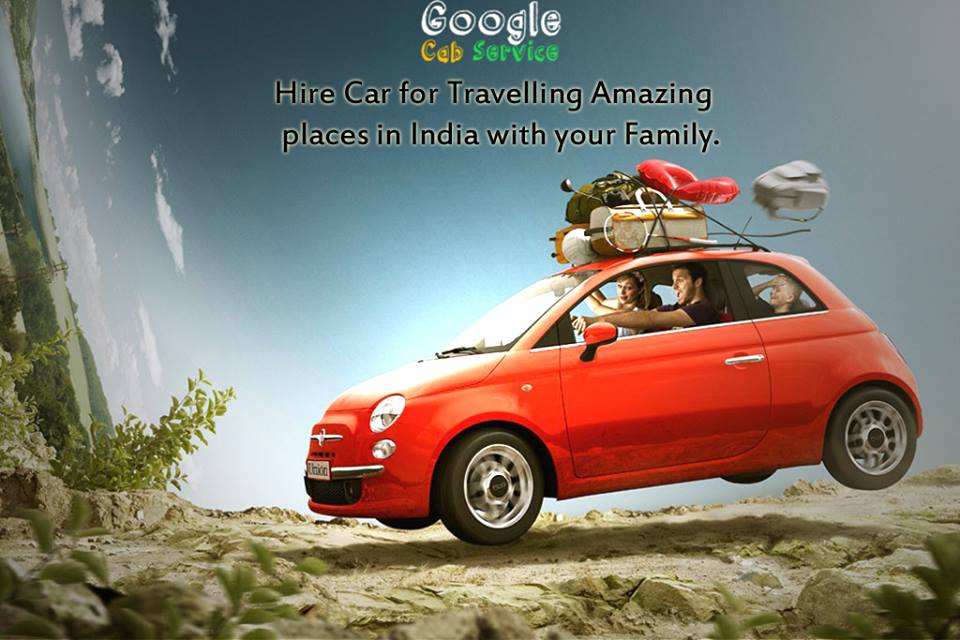 Google
Cab Service
Hire Car for Travelling Amazing
places in India with your Family.